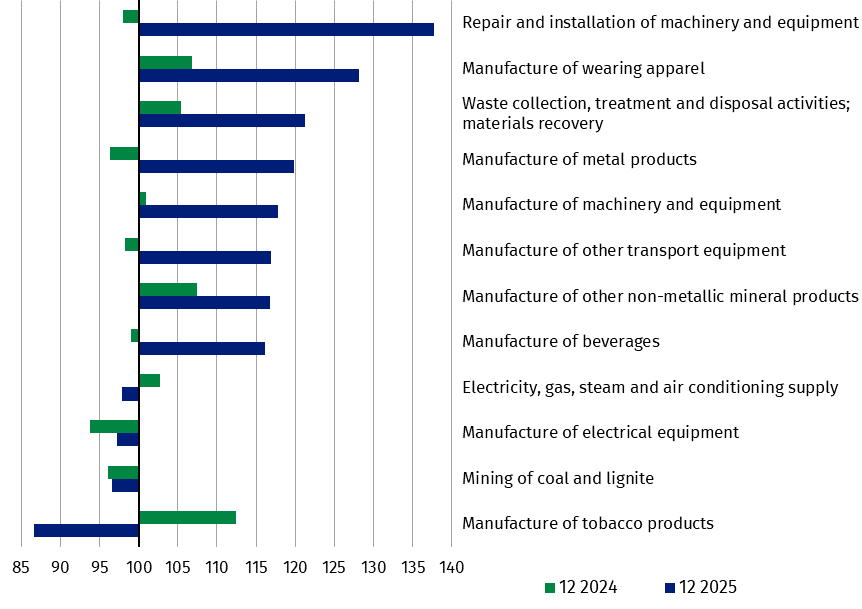 Repair and installation of machinery and equipment
Manufacture of wearing apparel
Waste collection, treatment and disposal activities;
materials recovery
Manufacture of metal products
Manufacture of machinery and equipment
Manufacture of other transport equipment
Manufacture of other non-metallic mineral products
Manufacture of beverages
Electricity, gas, steam and air conditioning supply
Manufacture of electrical equipment
Mining of coal and lignite
Manufacture of tobacco products
85 90 95 100 105 110 115 120 125 130 135 140
12 2024 12 2025